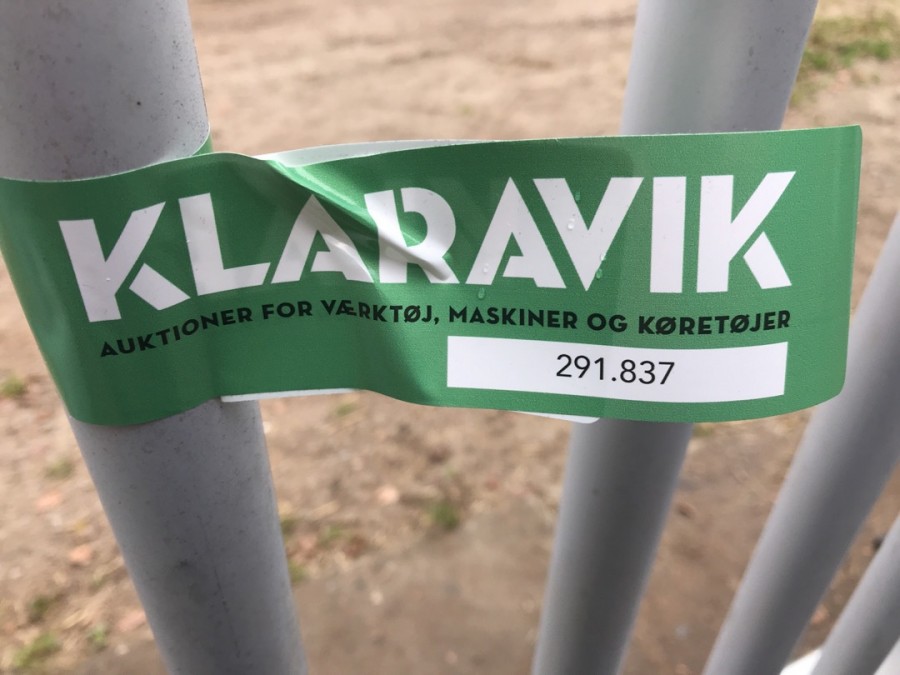 KLARAVIK
AUKTIONER FOR VÆRKTØJ, MASKINER OG KØRETØJER
291.837